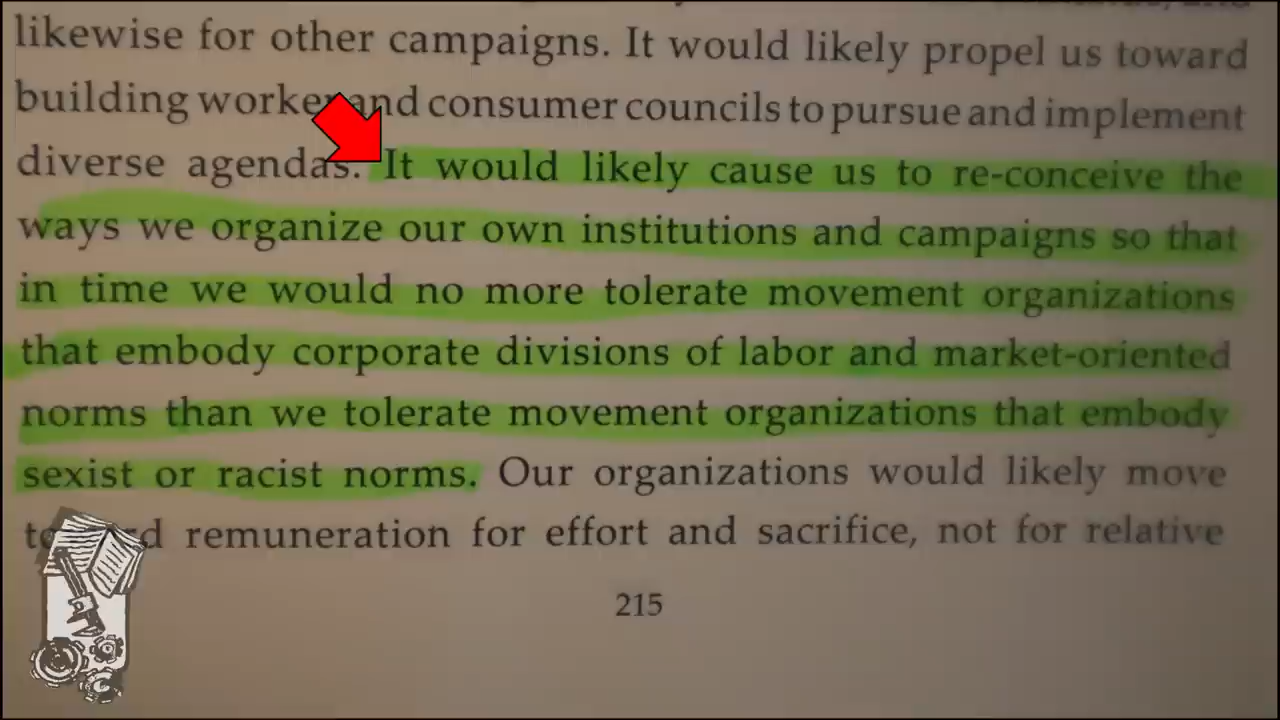 likewise for other campaigns. It would likely propel us toward
building worker and consumer councils to pursue and implement
diverse agendas. It would likely cause us to re-conceive the
ways we organize our own institutions and campaigns so that
in time we would no more tolerate movement organizations
that embody corporate divisions of labor and market-oriented
norms than we tolerate movement organizations that embody
sexist or racist norms. Our organizations would likely move
toward remuneration for effort and sacrifice, not for relative
215